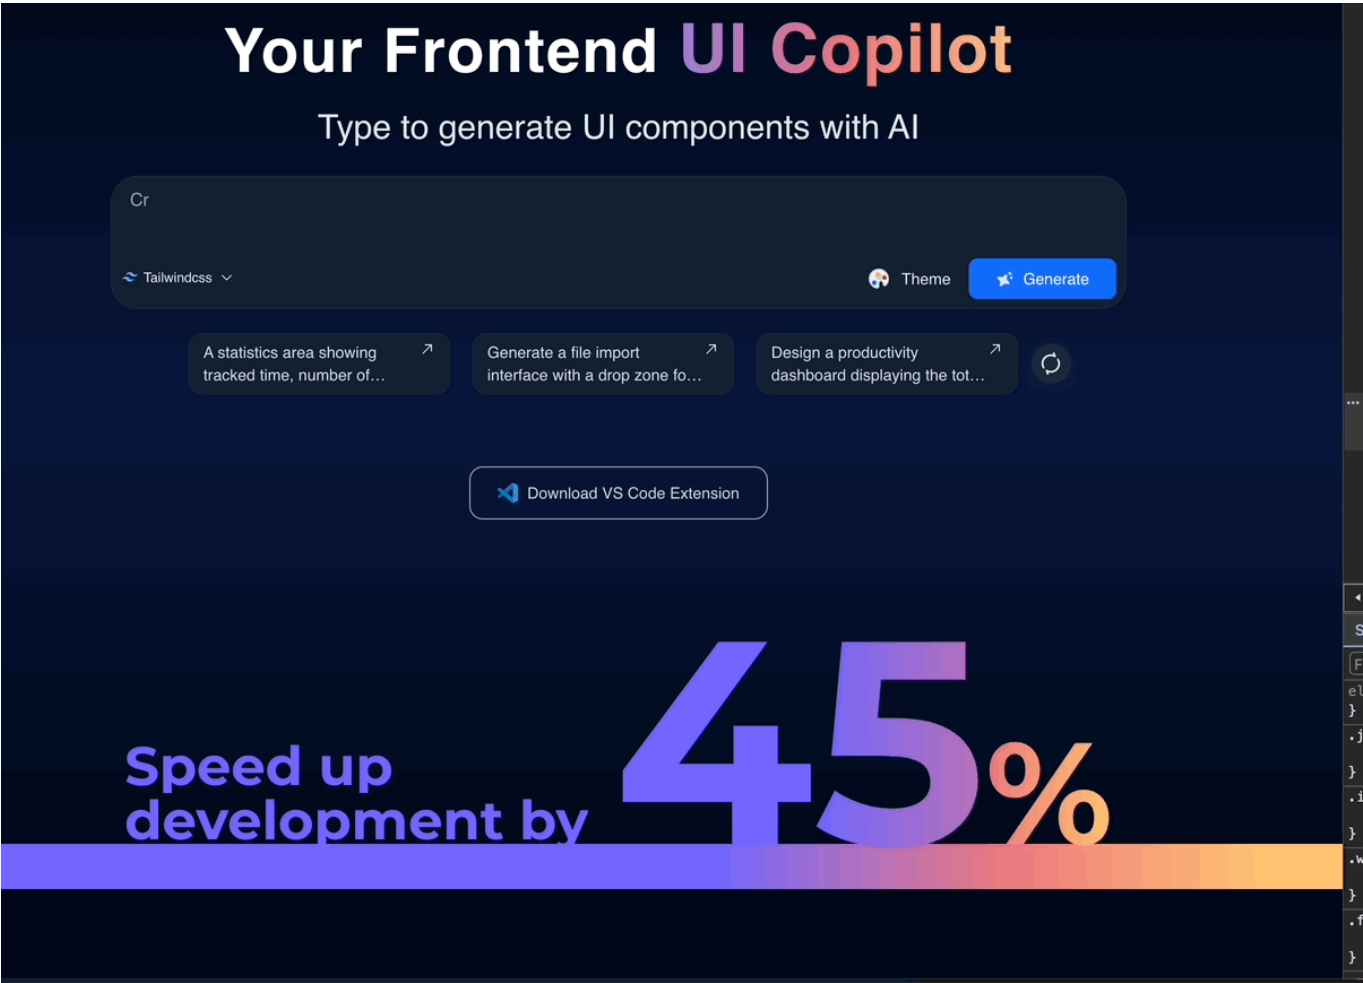 Your Frontend UI Copilot
Type to generate UI components with AI
Cr
Tailwindcss
Theme
Generate
A statistics area showing
tracked time, number of...
Generate a file import
interface with a drop zone fo...
Design a productivity
dashboard displaying the tot...
Download VS Code Extension
45%
Speed up
development by
...
S
F
el
}
.j
}
.i
}
.w
}
.f
}